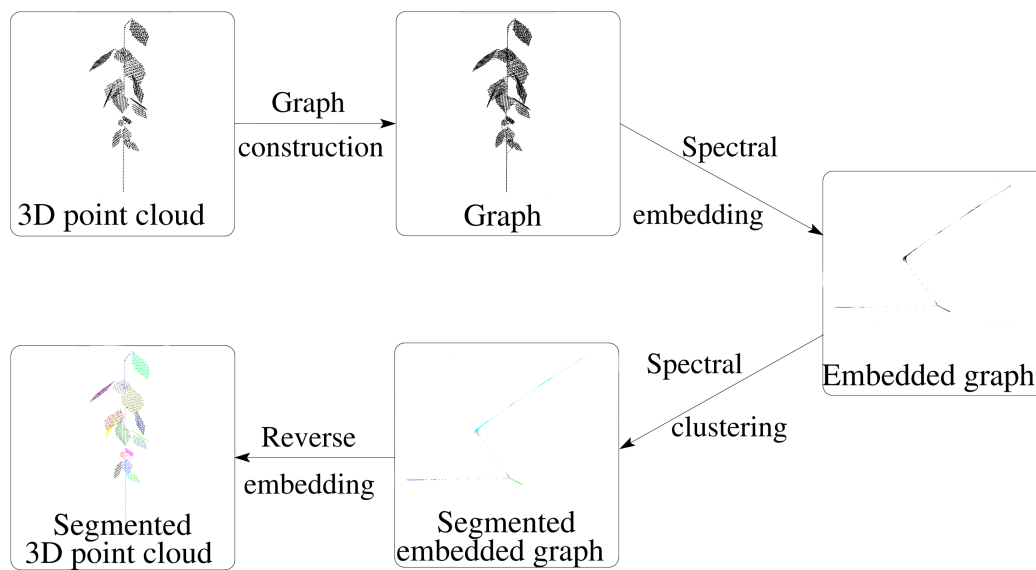 3D point cloud
Graph
construction
Graph
Spectral
embedding
Embedded graph
Spectral
clustering
Segmented
embedded graph
Reverse
embedding
Segmented
3D point cloud